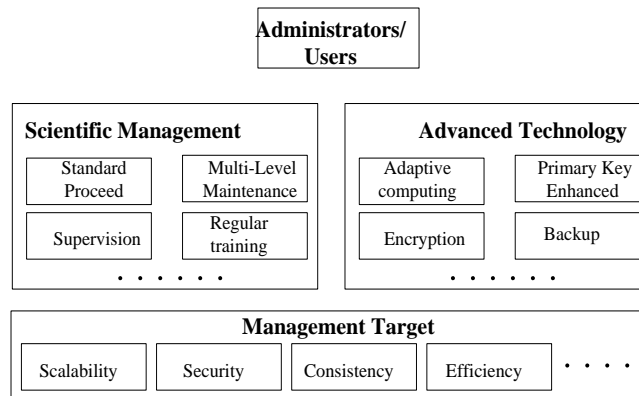 Administrators/
Users
Scientific Management
Standard
Proceed
Multi-Level
Maintenance
Supervision
Regular
training
. . . . . .
Advanced Technology
Adaptive
computing
Primary Key
Enhanced
Encryption
Backup
. . . . . .
Management Target
Scalability
Security
Consistency
Efficiency
. . . .